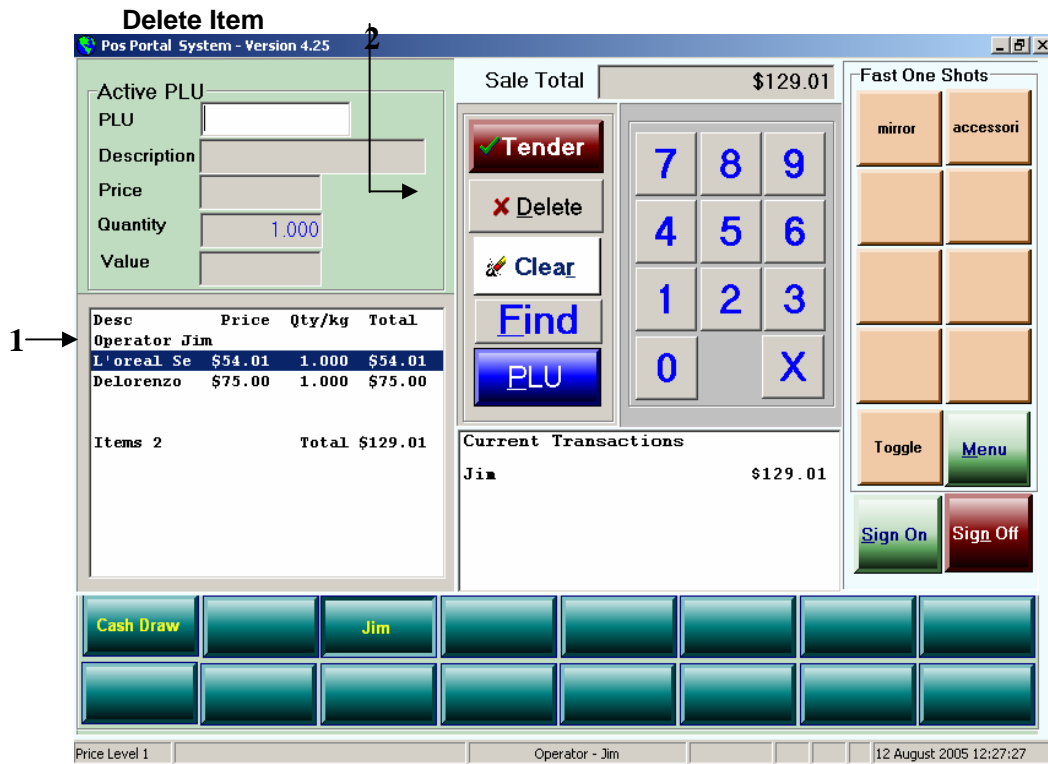 Delete Item
2
Pos Portal System - Version 4.25
Active PLU
PLU
Description
Price
Quantity 1.000
Value
Sale Total $129.01
Tender
Delete
Clear
Find
PLU
7 8 9
4 5 6
1 2 3
0 X
Fast One Shots
mirror accessori
Toggle Menu
Sign On Sign Off
1
Desc Price Qty/kg Total
Operator Jim
L'oreal Se $54.01 1.000 $54.01
Delorenzo $75.00 1.000 $75.00
Items 2 Total $129.01
Current Transactions
Jim $129.01
Cash Draw Jim
Price Level 1 Operator - Jim 12 August 2005 12:27:27